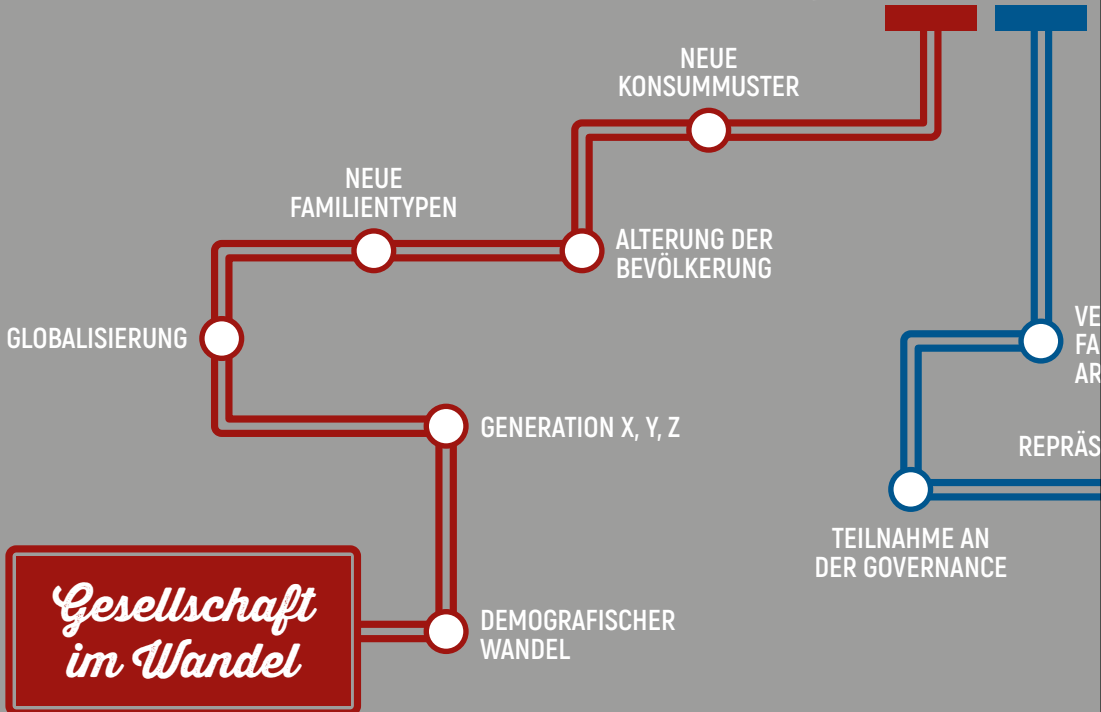 NEUE
KONSUMMUSTER
NEUE
FAMILIENTYPEN
ALTERUNG DER
BEVÖLKERUNG
GLOBALISIERUNG
GENERATION X, Y, Z
TEILNAHME AN
DER GOVERNANCE
DEMOGRAFISCHER
WANDEL
Gesellschaft
im Wandel